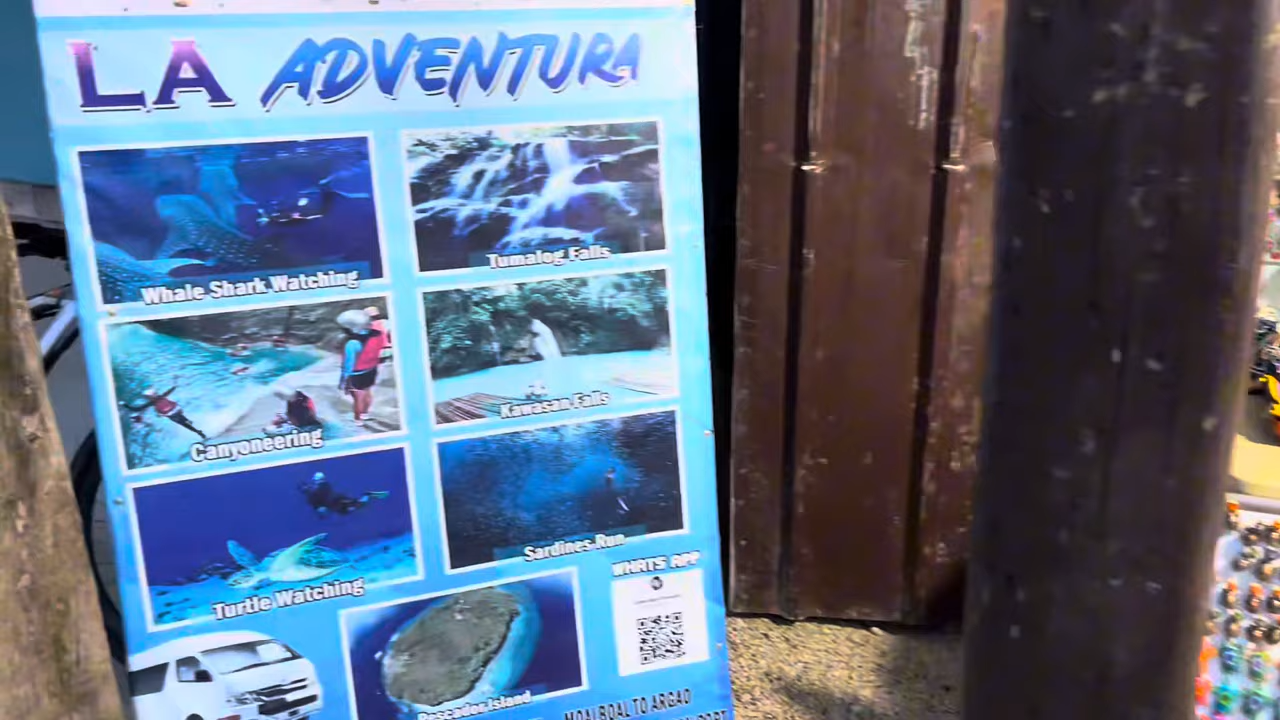 LA ADVENTURA
Whale Shark Watching
Tumalog Falls
Canyoneering
Kawasan Falls
Turtle Watching
Sardines Run
WHATS APP
Pescador Island
MOALBOAL TO ARGAO